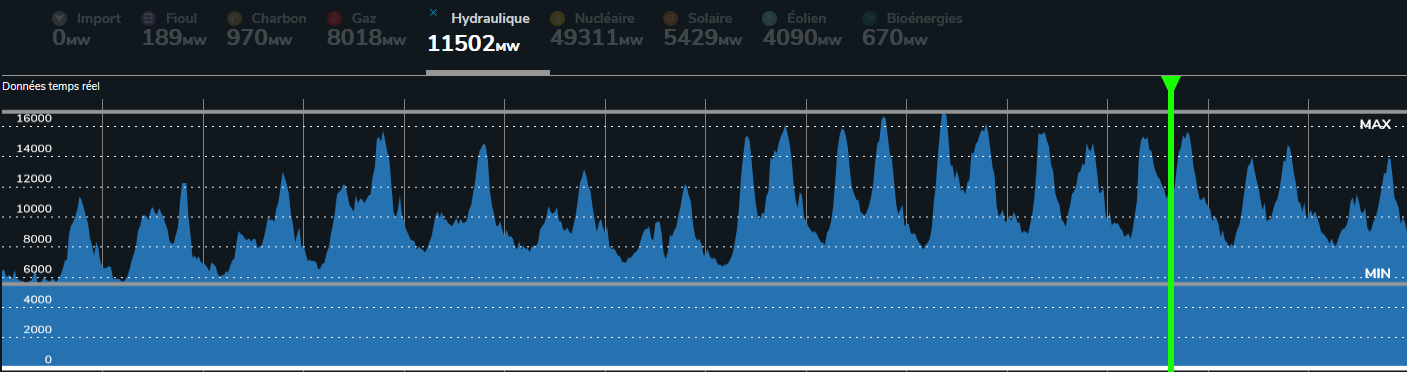 Import Fioul Charbon Gaz Hydraulique Nucléaire Solaire Éolien Bioénergies
0MW 189MW 970MW 8018MW 11502MW 49311MW 5429MW 4090MW 670MW
Données temps réel
16000
MAX
14000
12000
10000
8000
6000
MIN
4000
2000
0